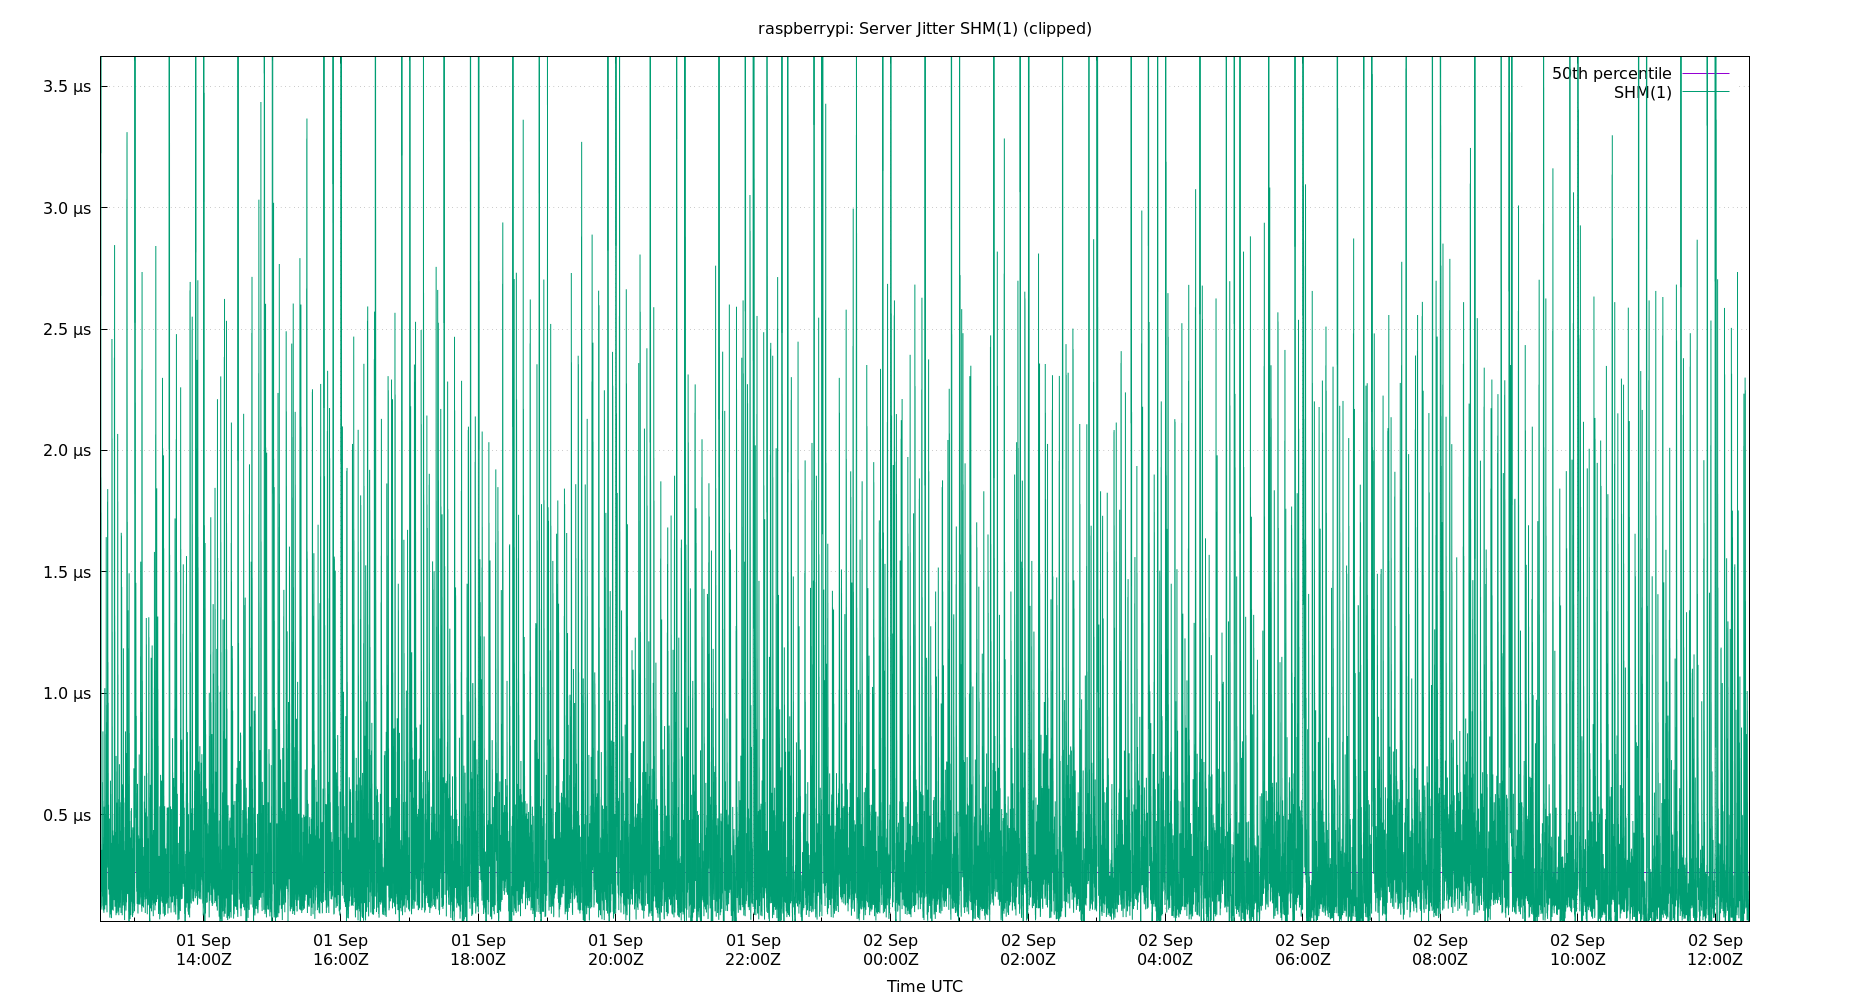 raspberrypi: Server Jitter SHM(1) (clipped)
50th percentile
SHM(1)
3.5 µs
3.0 µs
2.5 µs
2.0 µs
1.5 µs
1.0 µs
0.5 µs
01 Sep 01 Sep 01 Sep 01 Sep 01 Sep 02 Sep 02 Sep 02 Sep 02 Sep 02 Sep 02 Sep 02 Sep
14:00Z 16:00Z 18:00Z 20:00Z 22:00Z 00:00Z 02:00Z 04:00Z 06:00Z 08:00Z 10:00Z 12:00Z
Time UTC